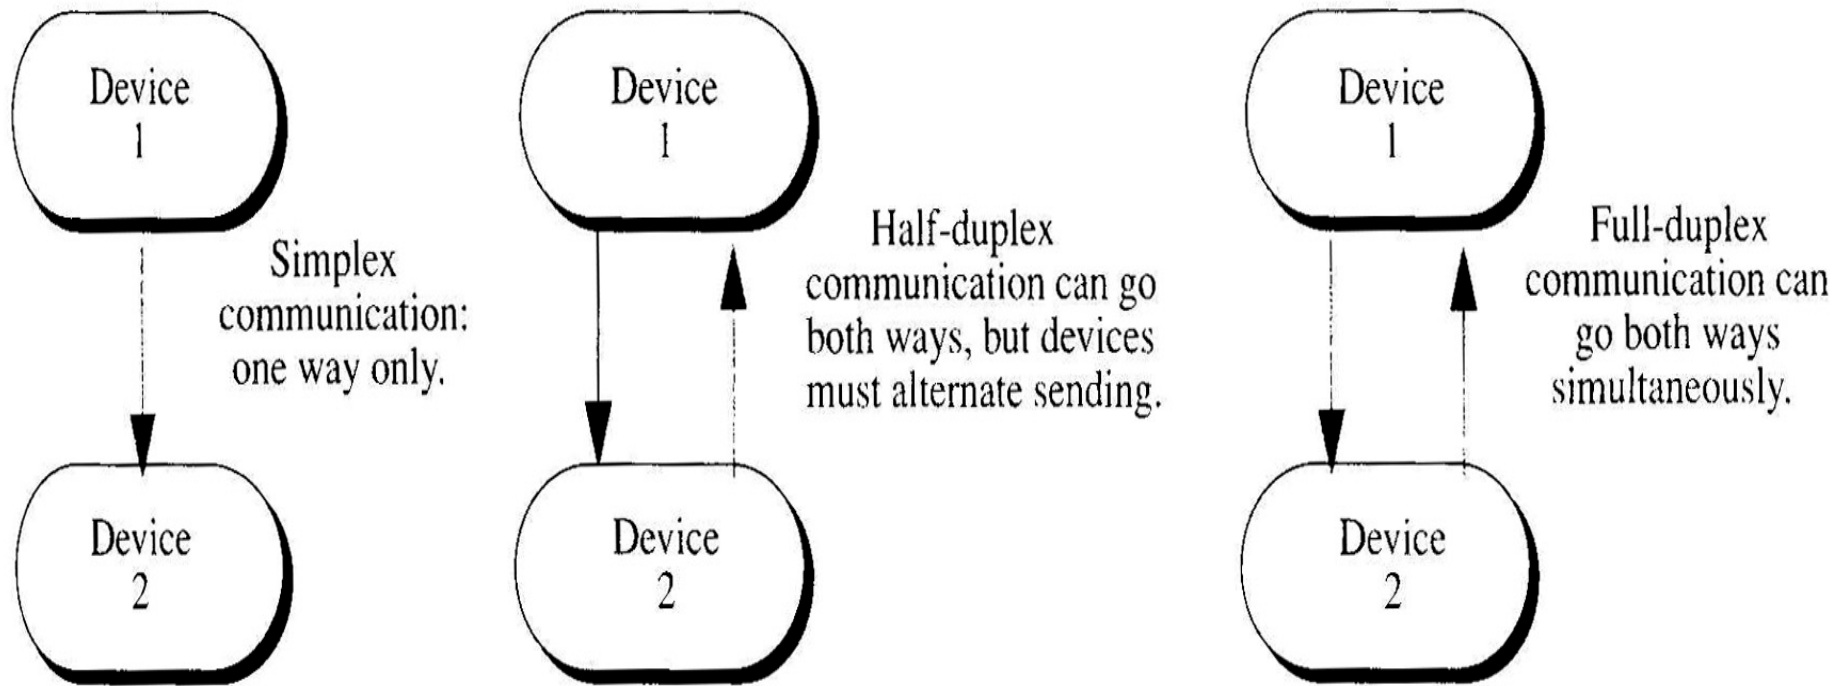 Device
1
Simplex
communication:
one way only.
Device
2
Device
1
Half-duplex
communication can go
both ways, but devices
must alternate sending.
Device
2
Device
1
Full-duplex
communication can
go both ways
simultaneously.
Device
2